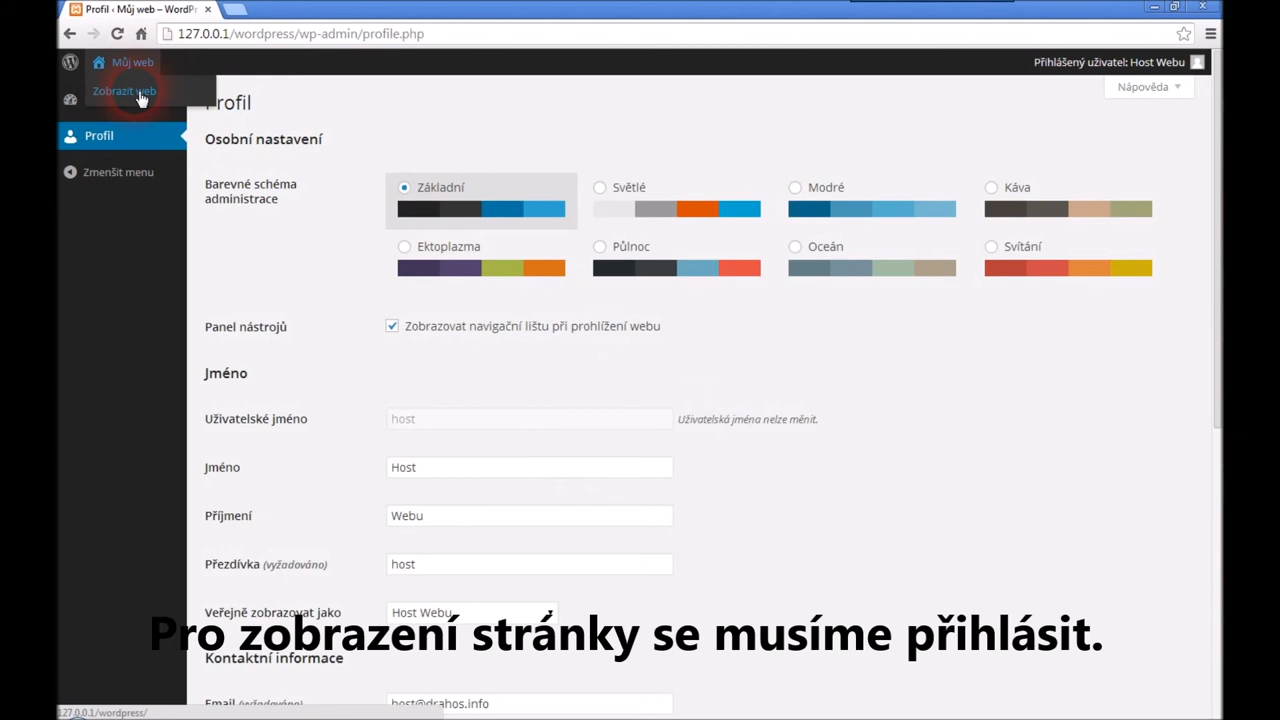 Profil ‹ Můj web – WordPr
127.0.0.1/wordpress/wp-admin/profile.php
Můj web
Přihlášený uživatel: Host Webu
Zobrazit web
Nápověda
Profil
Profil
Osobní nastavení
Zmenšit menu
Barevné schéma
administrace
Základní
Světlé
Modré
Káva
Ektoplazma
Půlnoc
Oceán
Svítání
Panel nástrojů
Zobrazovat navigační lištu při prohlížení webu
Jméno
Uživatelské jméno
host
Uživatelská jména nelze měnit.
Jméno
Host
Příjmení
Webu
Přezdívka (vyžadováno)
host
Veřejně zobrazovat jako
Host Webu
Pro zobrazení stránky se musíme přihlásit.
Kontaktní informace
Email (vyžadováno)
host@drahos.info
127.0.0.1/wordpress/